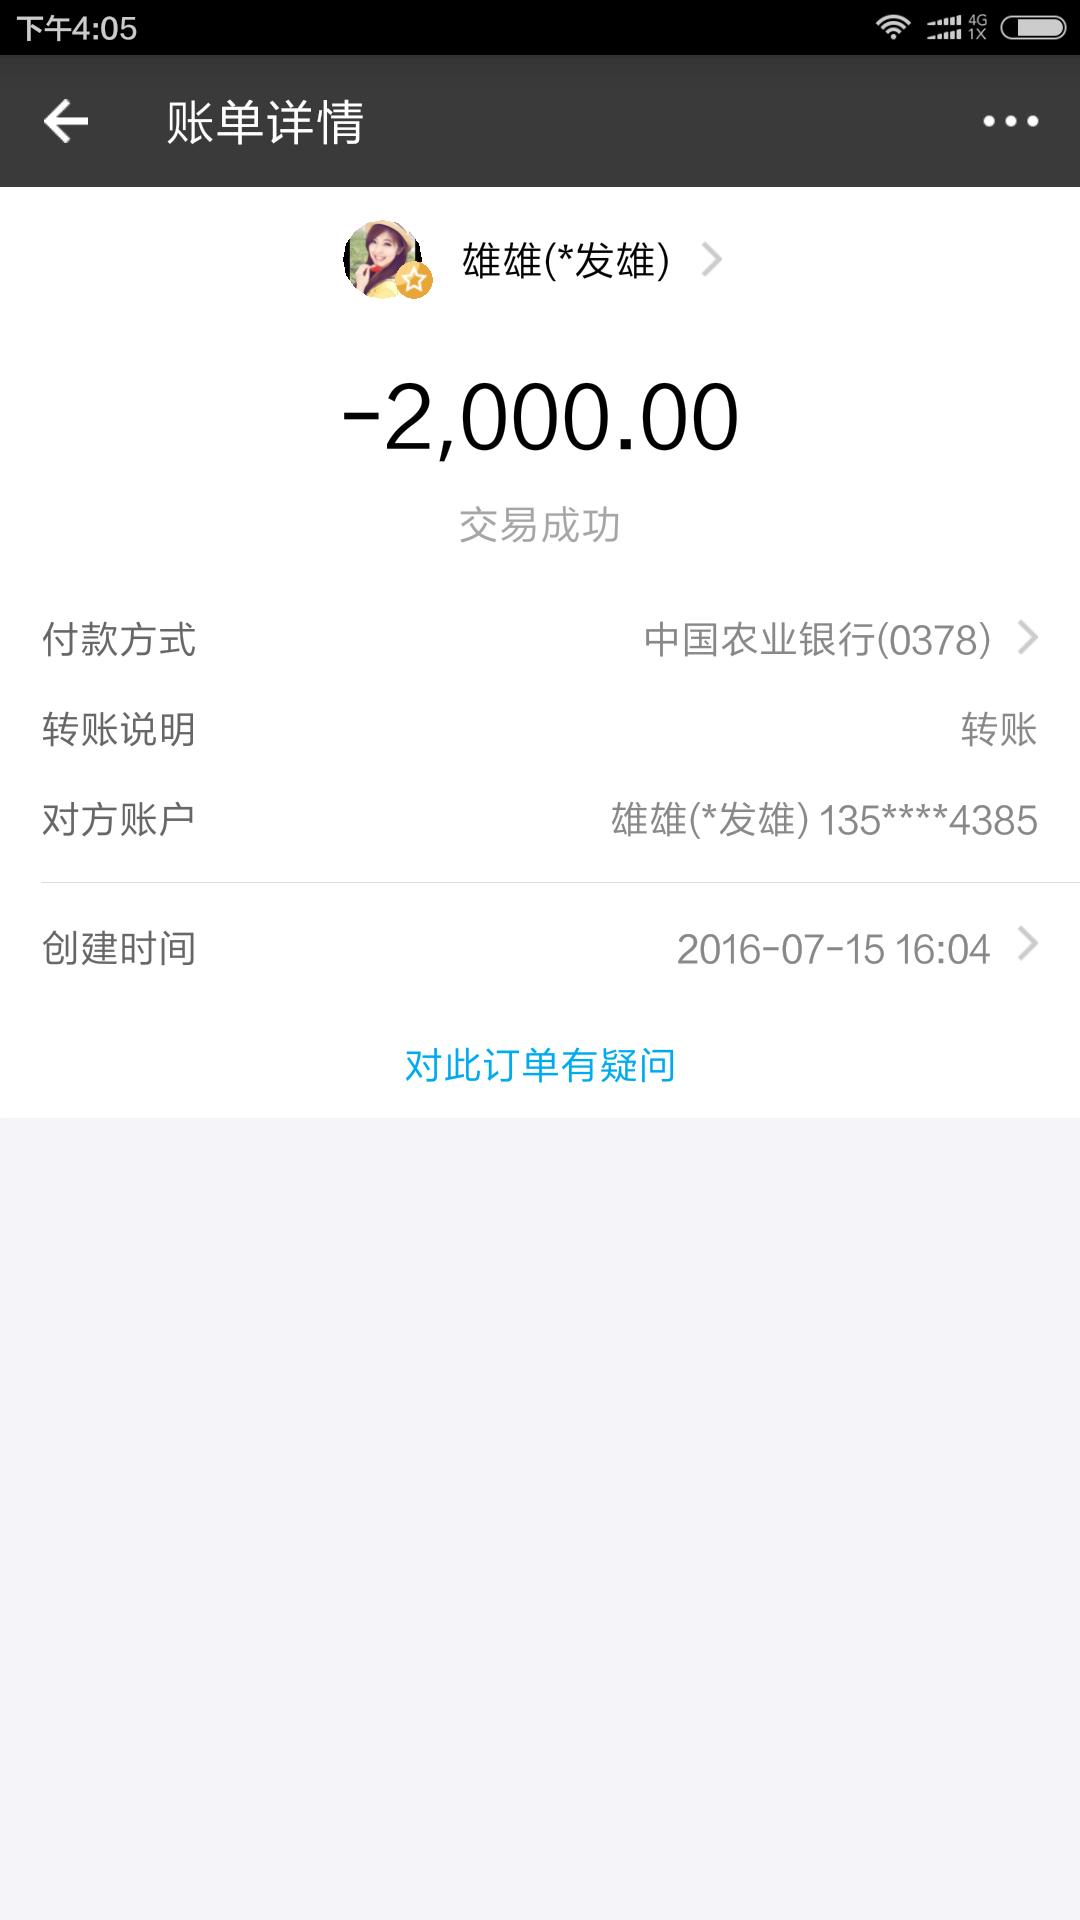 下午4:05
4G
1X
账单详情
雄雄(*发雄)
-2,000.00
交易成功
付款方式 中国农业银行(0378)
转账说明 转账
对方账户 雄雄(*发雄) 135****4385
创建时间 2016-07-15 16:04
对此订单有疑问